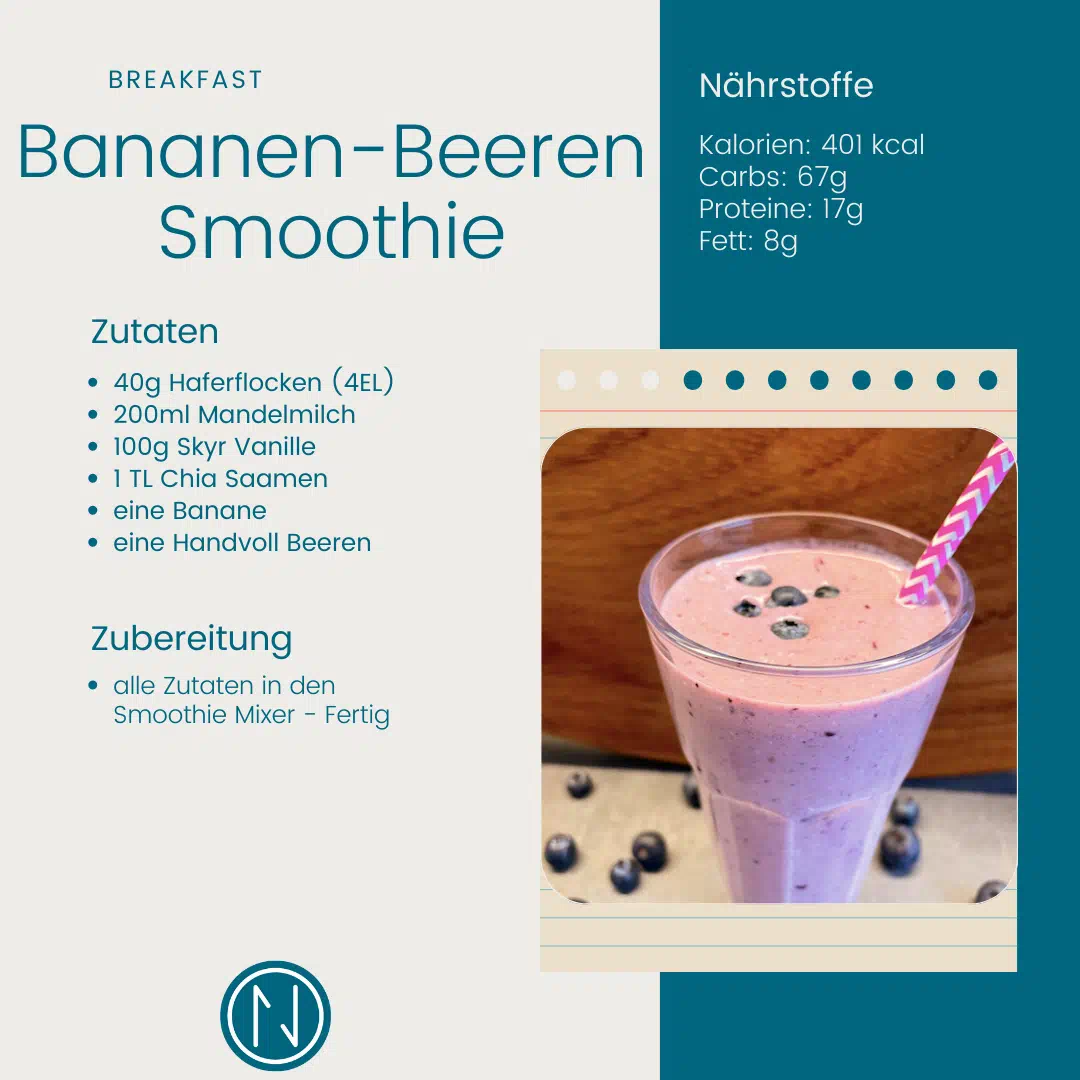 BREAKFAST
Bananen-Beeren
Smoothie
Zutaten
40g Haferflocken (4EL)
200ml Mandelmilch
100g Skyr Vanille
1 TL Chia Saamen
eine Banane
eine Handvoll Beeren
Zubereitung
alle Zutaten in den
Smoothie Mixer - Fertig
Nährstoffe
Kalorien: 401 kcal
Carbs: 67g
Proteine: 17g
Fett: 8g